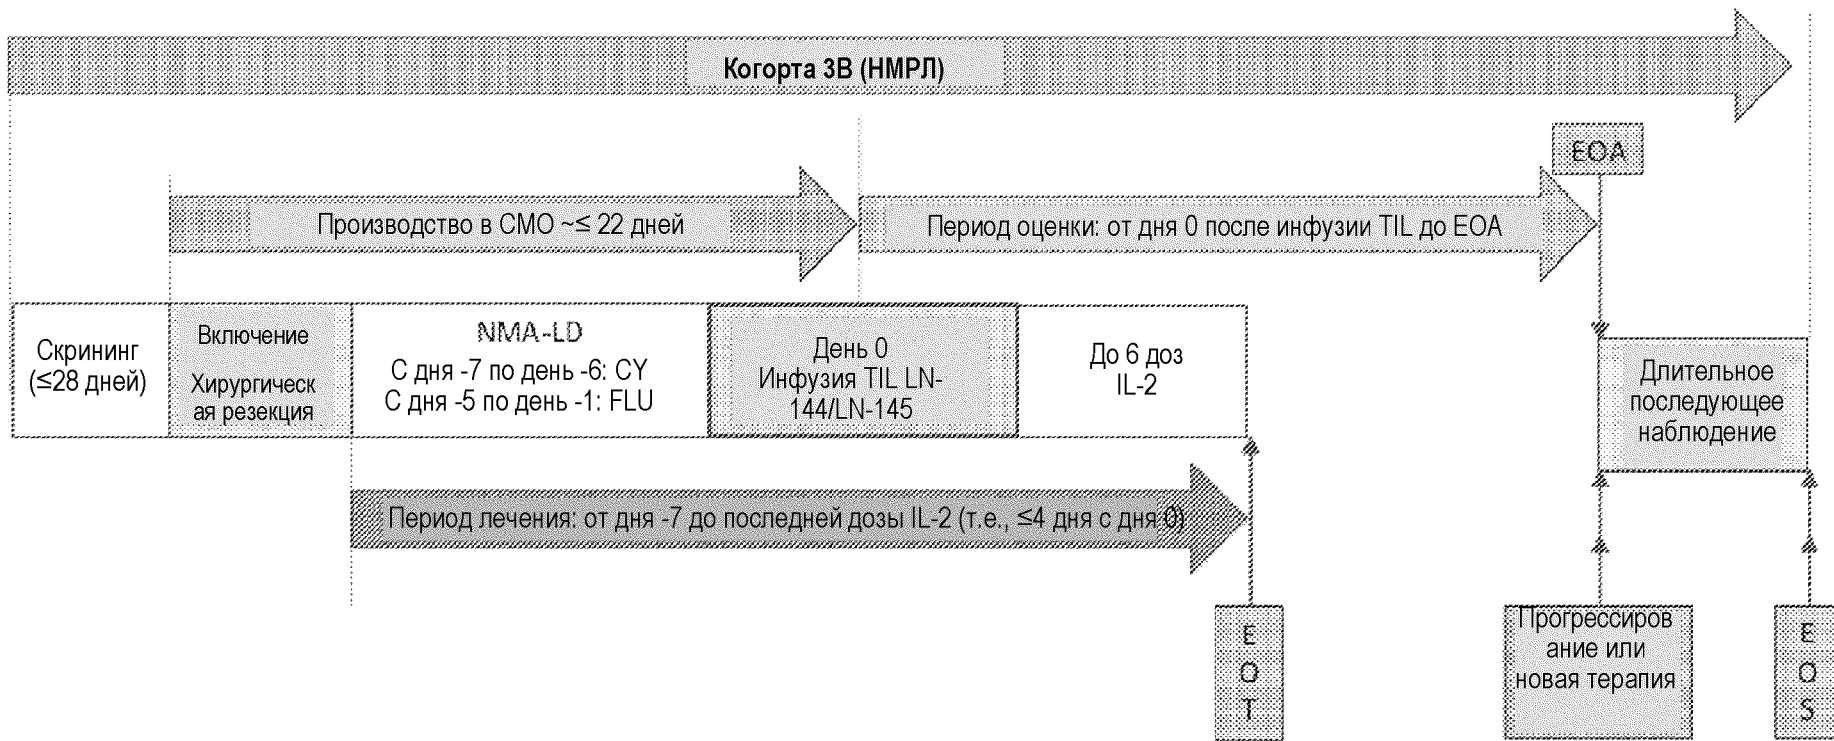 Когорта 3B (НМРЛ)
EOA
Производство в СМО ~≤ 22 дней
Период оценки: от дня 0 после инфузии TIL до EOA
Скрининг
(≤28 дней)
Включение
Хирургическ
ая резекция
NMA-LD
С дня -7 по день -6: CY
С дня -5 по день -1: FLU
День 0
Инфузия TIL LN-
144/LN-145
До 6 доз
IL-2
Длительное
последующее
наблюдение
Период лечения: от дня -7 до последней дозы IL-2 (т.е., ≤4 дня с дня 0)
E
O
T
Прогрессиров
ание или
новая терапия
E
O
S